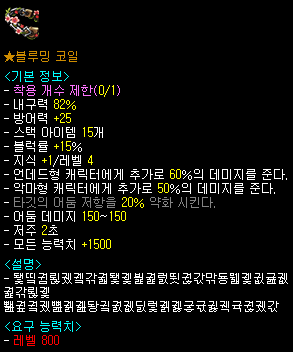 ★블루밍 코일
<기본 정보>
- 착용 개수 제한(0/1)
- 내구력 82%
- 방어력 +25
- 스택 아이템 15개
- 블럭률 +15%
- 지식 +1/레벨 4
- 언데드형 캐릭터에게 추가로 60%의 데미지를 준다.
- 악마형 캐릭터에게 추가로 50%의 데미지를 준다.
- 타깃의 어둠 저항을 20% 약화 시킨다.
- 어둠 데미지 150~150
- 저주 2초
- 모든 능력치 +1500
<설명>
<요구 능력치>
- 레벨 800